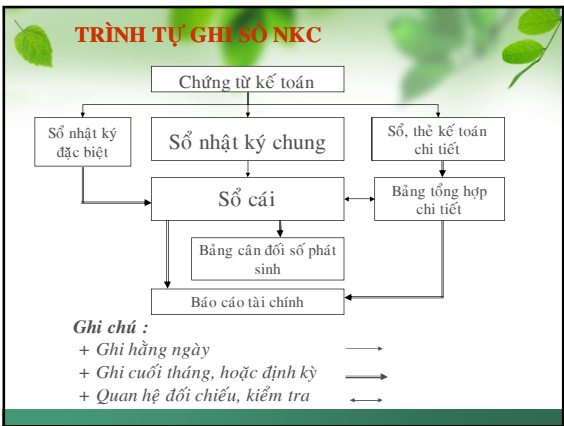 TRÌNH TỰ GHI SỔ NKC
Chứng từ kế toán
Sổ nhật ký
đặc biệt
Sổ nhật ký chung
Sổ, thẻ kế toán
chi tiết
Sổ cái
Bảng tổng hợp
chi tiết
Bảng cân đối số phát
sinh
Báo cáo tài chính
Ghi chú :
+ Ghi hằng ngày
+ Ghi cuối tháng, hoặc định kỳ
+ Quan hệ đối chiếu, kiểm tra